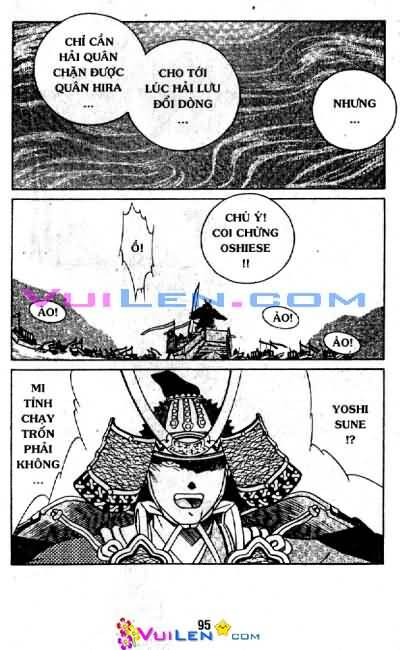 CHỈ CẦN
HẢI QUÂN
CHẶN ĐƯỢC
QUÂN HIRA
...
CHO TỚI
LÚC HẢI LƯU
ĐỔI DÒNG
...
NHƯNG
...
CHÚ Ý!
COI CHỪNG
OSHIESE
!!
Ồ!
VUILEN.COM
ÀO!
ÀO!
ÀO!
YOSHI
SUNE
!?
MI
TÍNH
CHẠY
TRỐN
PHẢI
KHÔNG
...
95
VUILEN.COM